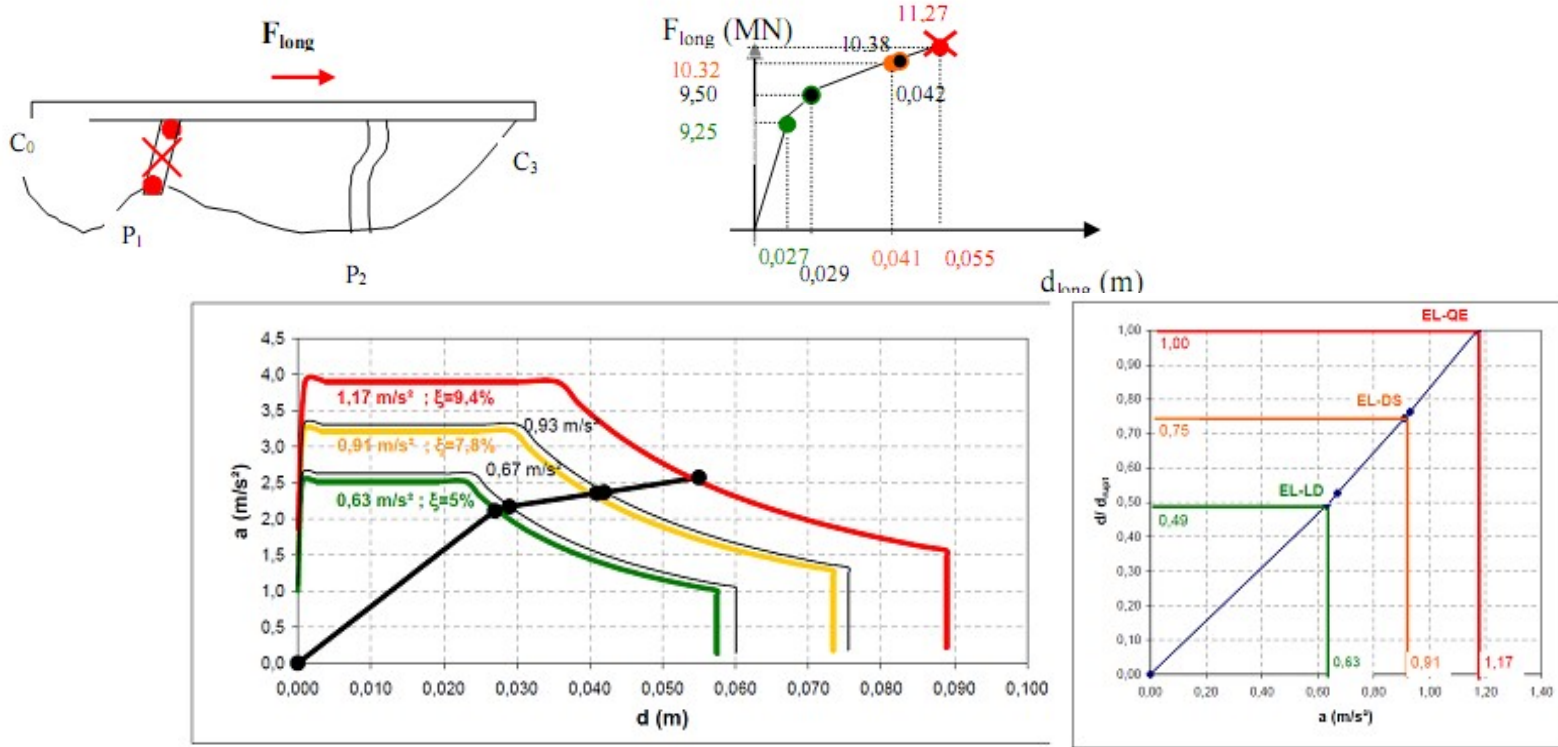 F_long
C₀
P₁
P₂
C₃
F_long (MN)
11.27
10.38
10.32
9,50
9,25
0,042
0,027
0,029
0,041
0,055
d_long (m)
4,5
4,0
3,5
3,0
2,5
2,0
1,5
1,0
0,5
0,0
a (m/s²)
1,17 m/s² ; ξ=9,4%
0,93 m/s²
0,91 m/s² ; ξ=7,8%
0,67 m/s²
0,63 m/s² ; ξ=5%
0,000 0,010 0,020 0,030 0,040 0,050 0,060 0,070 0,080 0,090 0,100
d (m)
EL-QE
1,00
1,00
0,90
0,80
EL-DS
0,75
0,70
0,60
0,50
EL-LD
0,49
0,40
0,30
0,20
0,10
0,00
0,63
0,91
1,17
0,00 0,20 0,40 0,60 0,80 1,00 1,20 1,40
a (m/s²)